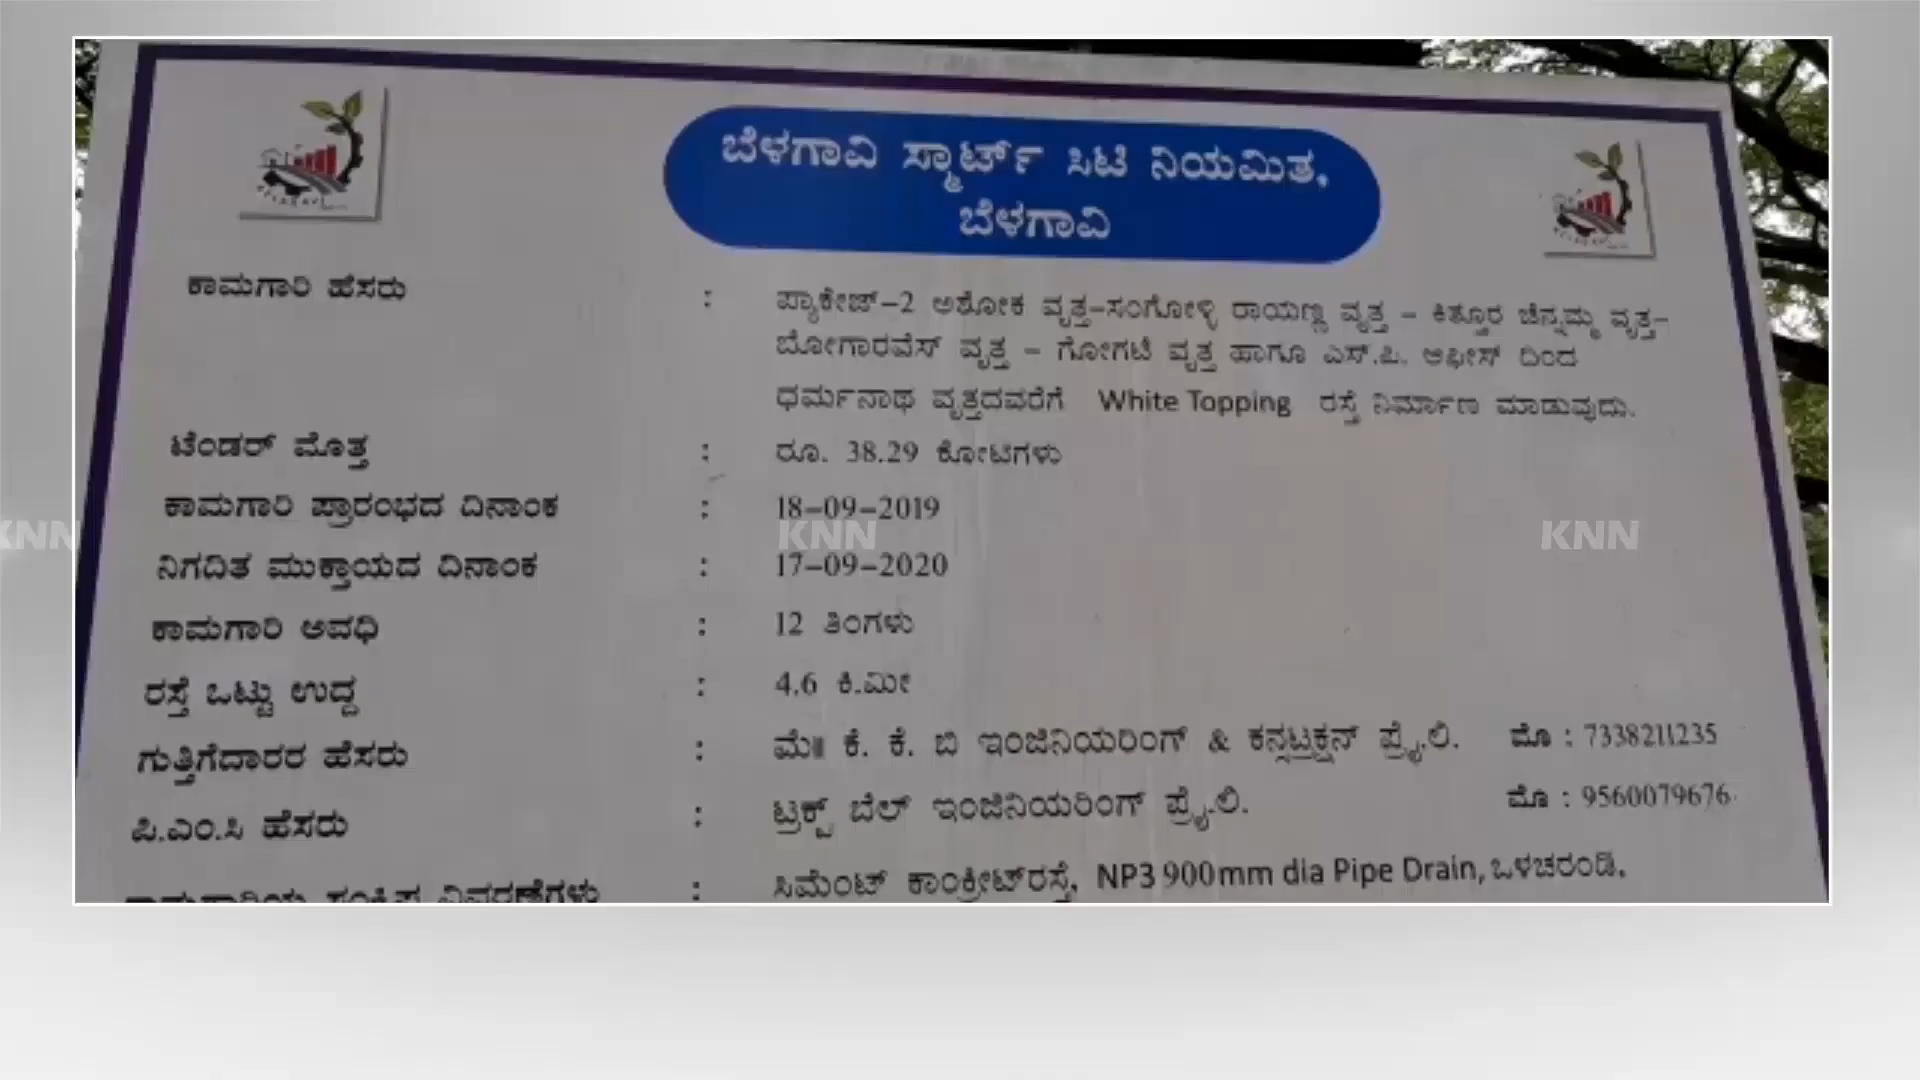 ಬೆಳಗಾವಿ ಸ್ಮಾರ್ಟ್ ಸಿಟಿ ನಿಯಮಿತ,
ಬೆಳಗಾವಿ
ಕಾಮಗಾರಿ ಹೆಸರು : ಪ್ಯಾಕೇಜ್-2 ಅಶೋಕ ವೃತ್ತ-ಸಂಗೋಳ್ಳಿ ರಾಯಣ್ಣ ವೃತ್ತ - ಕಿತ್ತೂರ ಚೆನ್ನಮ್ಮ ವೃತ್ತ-
ಬೋಗಾರವೆಸ್ ವೃತ್ತ - ಗೋಗಟೆ ವೃತ್ತ ಹಾಗೂ ಎಸ್.ಪಿ. ಆಫೀಸ್ ದಿಂದ
ಧರ್ಮನಾಥ ವೃತ್ತದವರೆಗೆ White Topping ರಸ್ತೆ ನಿರ್ಮಾಣ ಮಾಡುವುದು.
ಟೆಂಡರ್ ಮೊತ್ತ : ರೂ. 38.29 ಕೋಟಿಗಳು
ಕಾಮಗಾರಿ ಪ್ರಾರಂಭದ ದಿನಾಂಕ : 18-09-2019
ನಿಗದಿತ ಮುಕ್ತಾಯದ ದಿನಾಂಕ : 17-09-2020
ಕಾಮಗಾರಿ ಅವಧಿ : 12 ತಿಂಗಳು
ರಸ್ತೆ ಒಟ್ಟು ಉದ್ದ : 4.6 ಕಿ.ಮೀ
ಗುತ್ತಿಗೆದಾರರ ಹೆಸರು : ಮೆ॥ ಕೆ. ಕೆ. ಬಿ ಇಂಜಿನಿಯರಿಂಗ್ & ಕನ್ಸಟ್ರಕ್ಷನ್ ಪ್ರೈ.ಲಿ. ಮೊ : 7338211235
ಪಿ.ಎಂ.ಸಿ ಹೆಸರು : ಟ್ರಕ್ಟ್ ಬೆಲ್ ಇಂಜಿನಿಯರಿಂಗ್ ಪ್ರೈ.ಲಿ. ಮೊ : 9560079676
ಕಾಮಗಾರಿಯ ಸಂಕ್ಷಿಪ್ತ ವಿವರಣೆಗಳು : ಸಿಮೆಂಟ್ ಕಾಂಕ್ರೀಟ್‌ರಸ್ತೆ, NP3 900mm dia Pipe Drain, ಒಳಚರಂಡಿ,
KNN KNN KNN